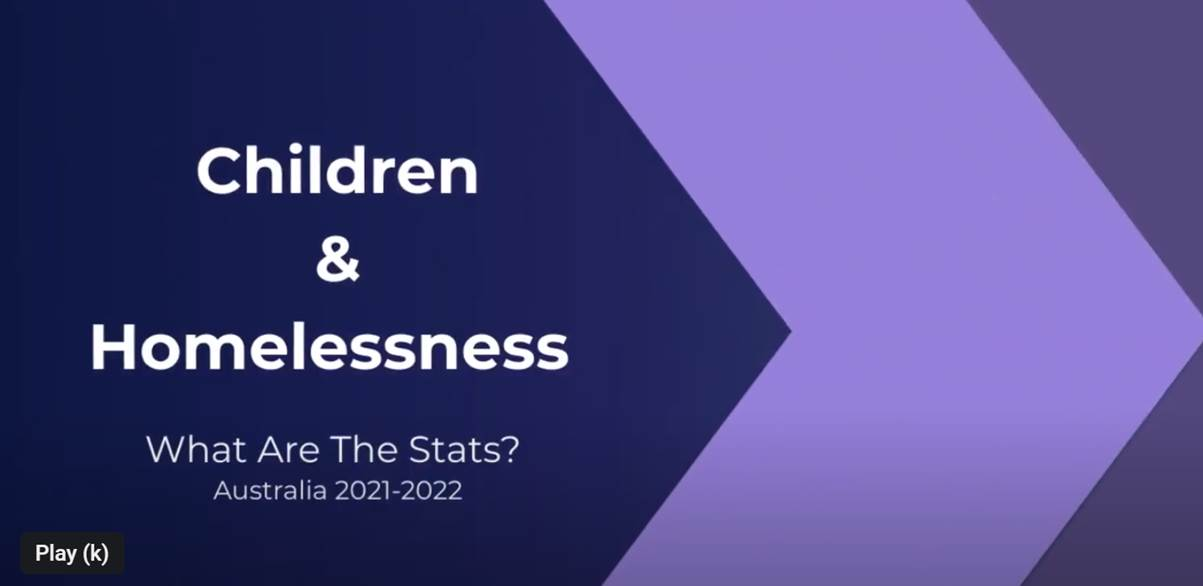 Children
&
Homelessness
What Are The Stats?
Australia 2021-2022
Play (k)